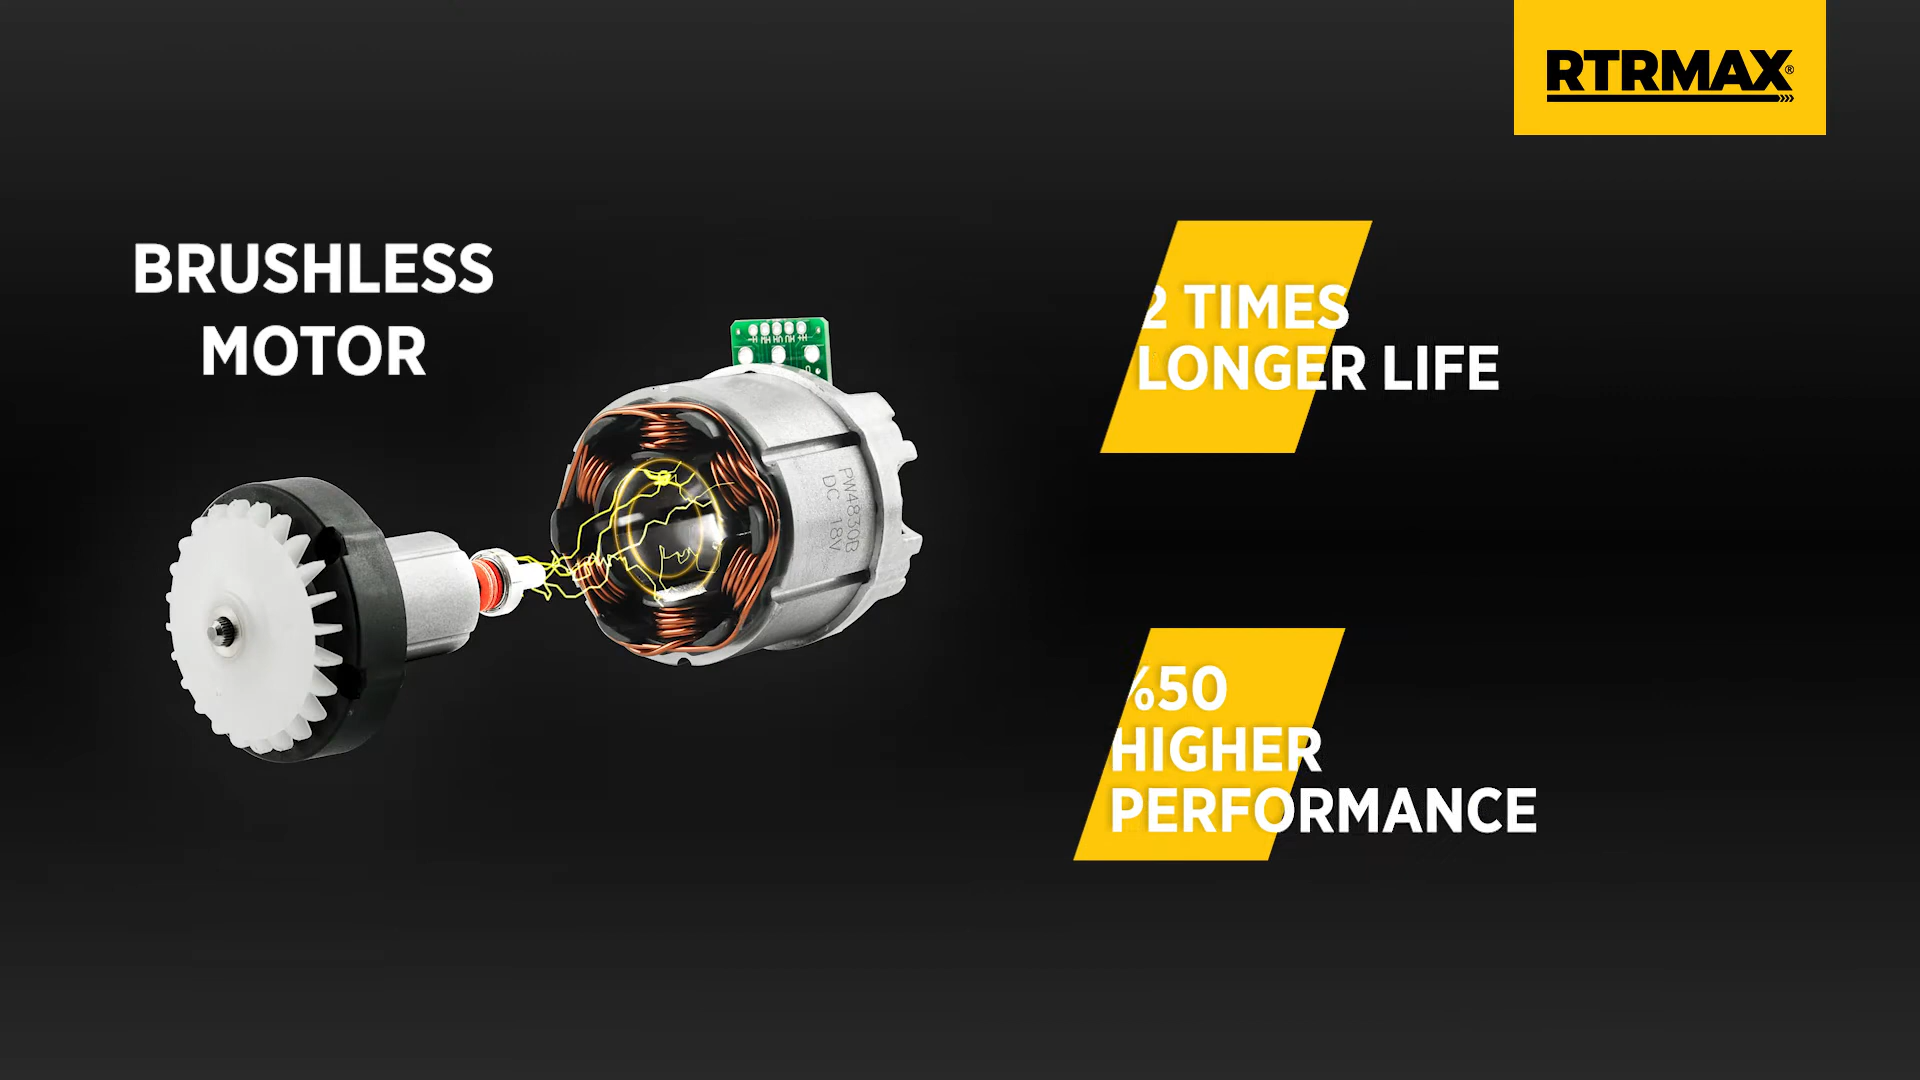 RTRMAX®
BRUSHLESS
MOTOR
2 TIMES
LONGER LIFE
%50
HIGHER
PERFORMANCE
PW4830B
DC 18V